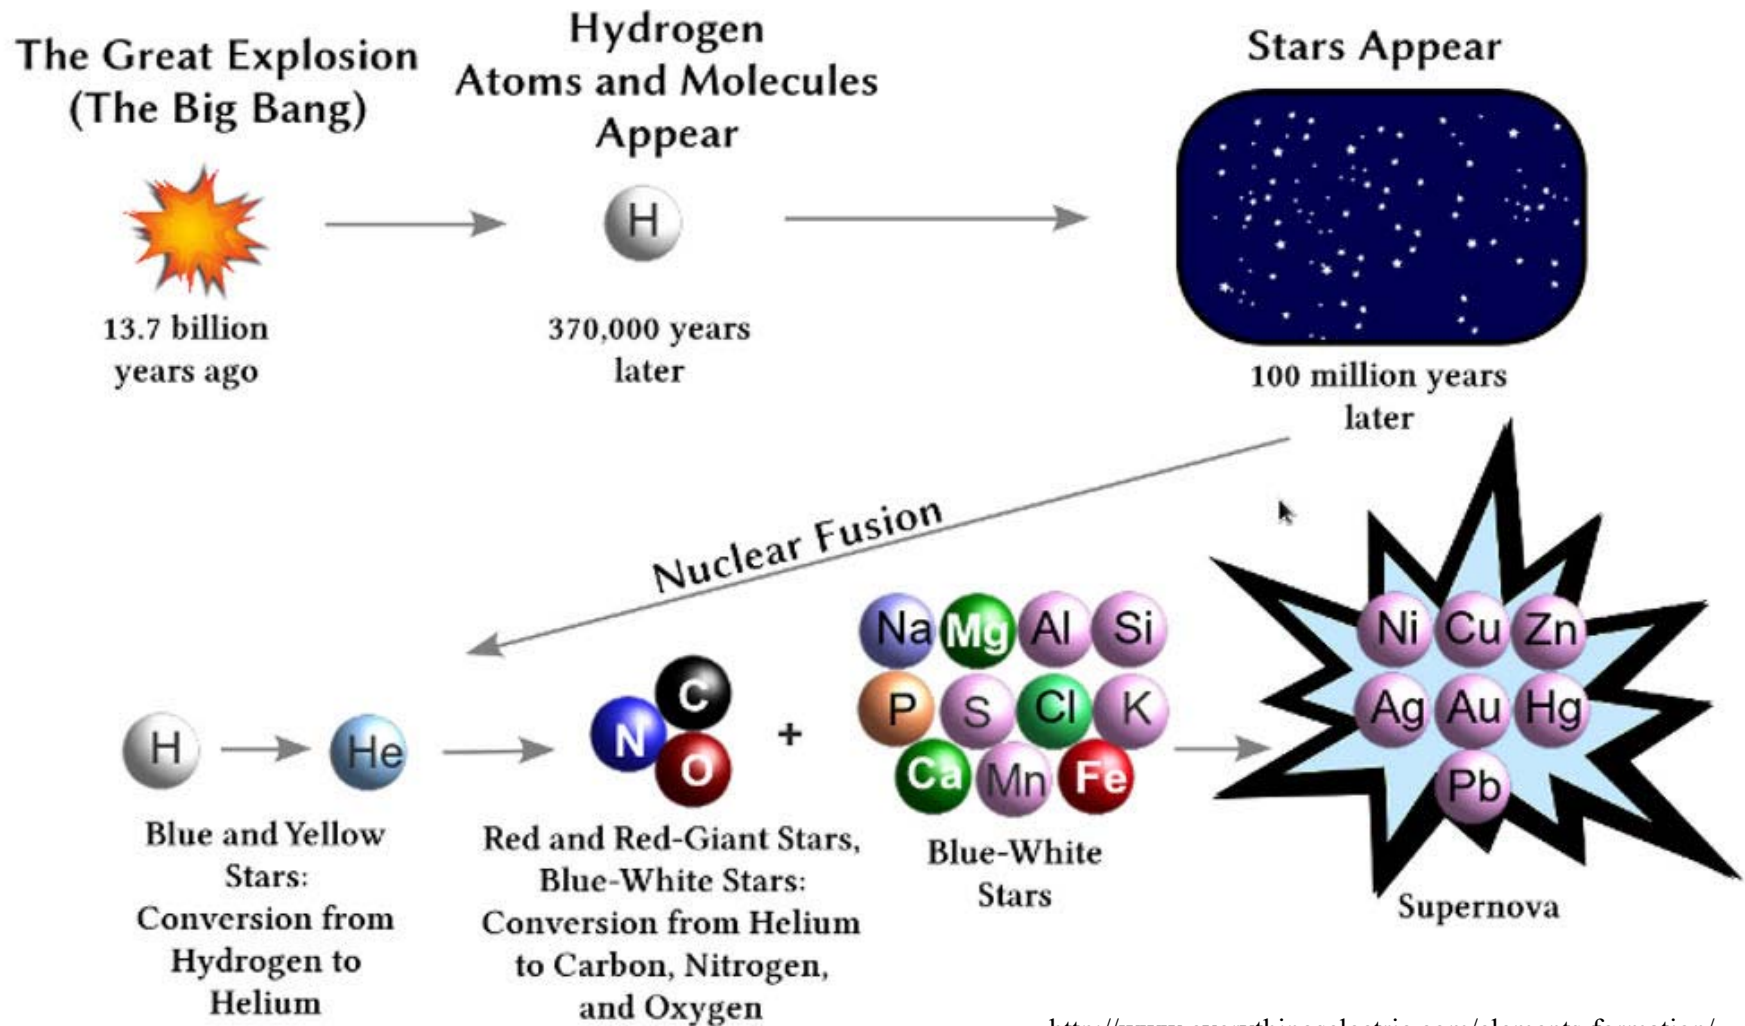 The Great Explosion
(The Big Bang)
13.7 billion
years ago
Hydrogen
Atoms and Molecules
Appear
H
370,000 years
later
Stars Appear
100 million years
later
Nuclear Fusion
H
He
Blue and Yellow
Stars:
Conversion from
Hydrogen to
Helium
C
N
O
Red and Red-Giant Stars,
Blue-White Stars:
Conversion from Helium
to Carbon, Nitrogen,
and Oxygen
+
Na Mg Al Si
P S Cl K
Ca Mn Fe
Blue-White
Stars
Ni Cu Zn
Ag Au Hg
Pb
Supernova